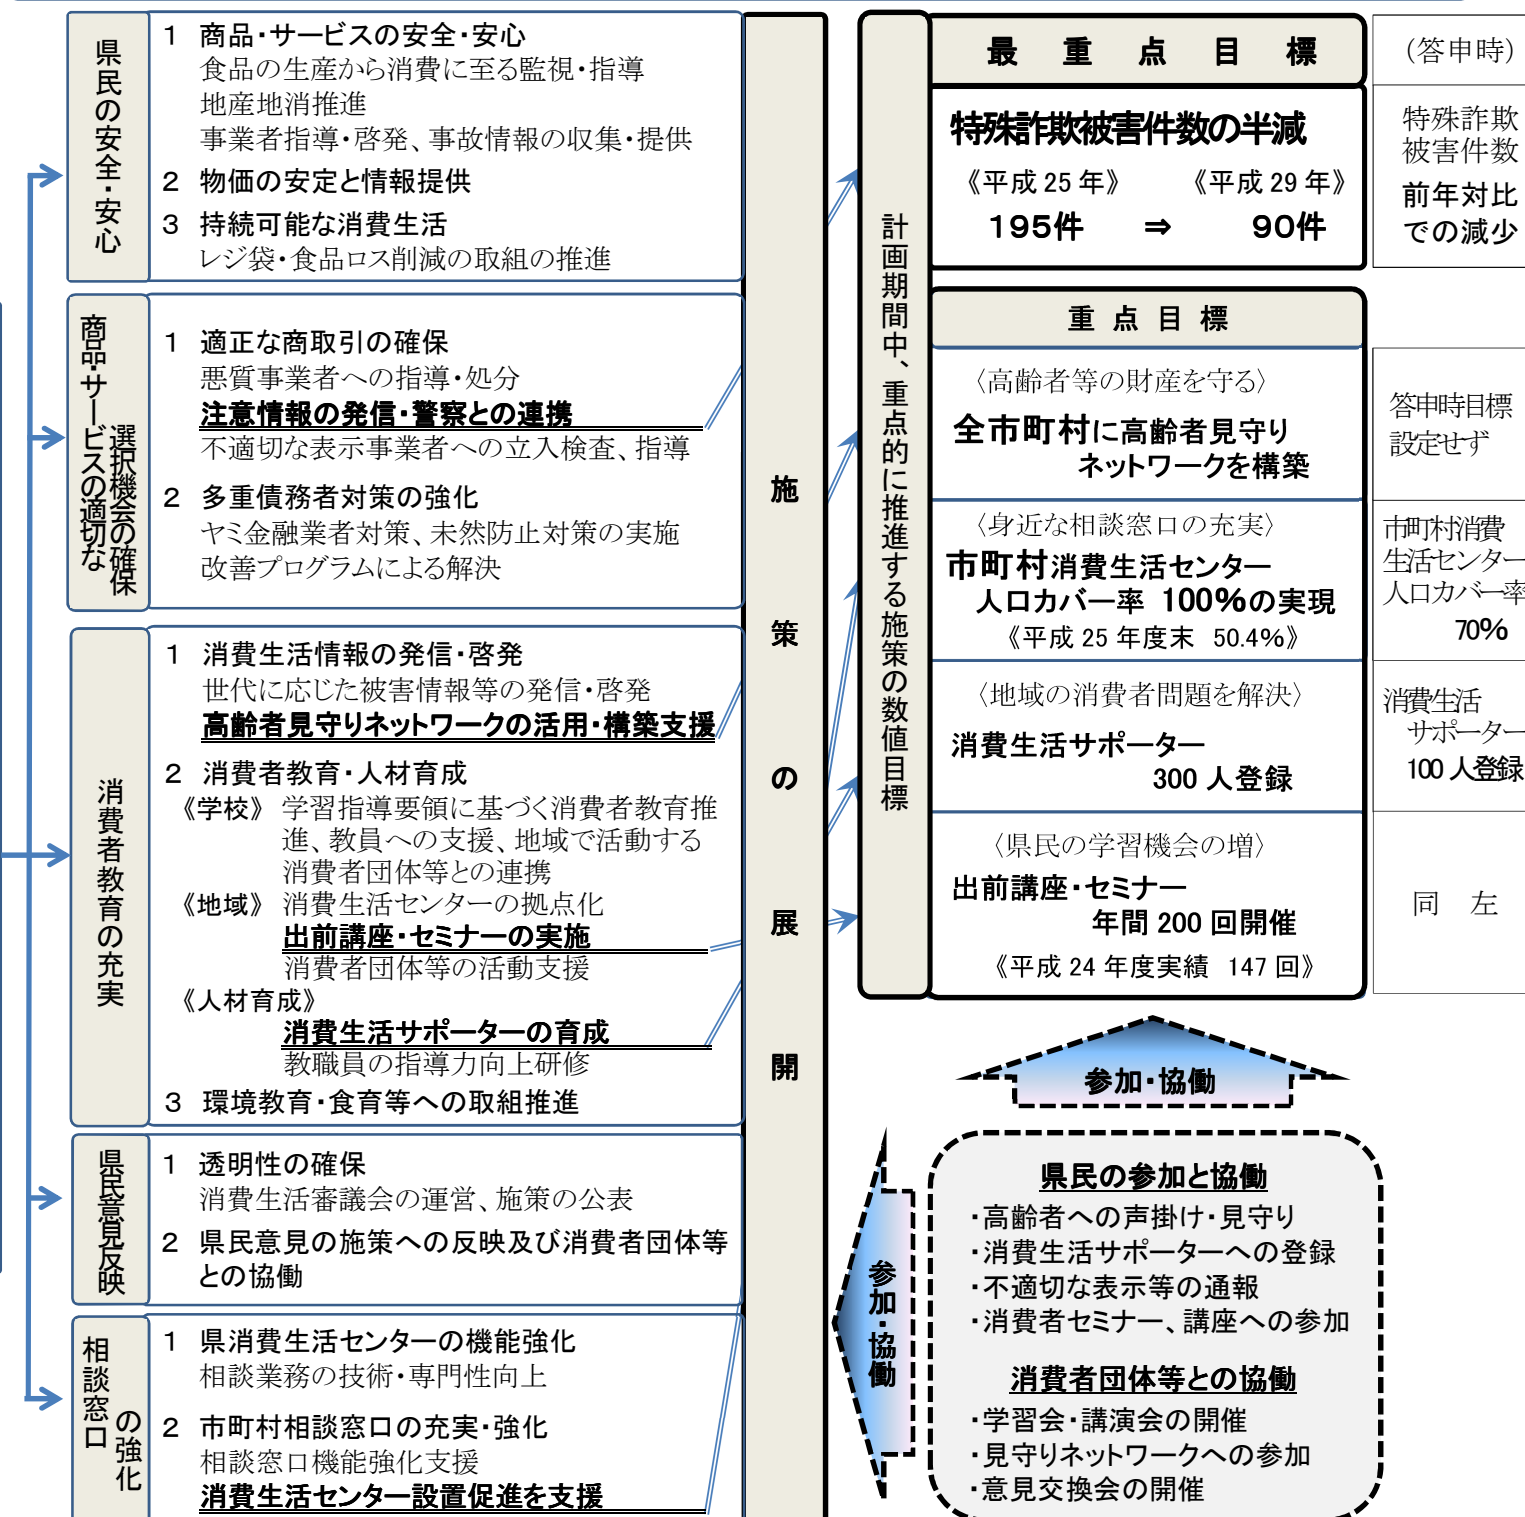 県民の安全・安心
1 商品・サービスの安全・安心
食品の生産から消費に至る監視・指導
地産地消推進
事業者指導・啓発、事故情報の収集・提供
2 物価の安定と情報提供
3 持続可能な消費生活
レジ袋・食品ロス削減の取組の推進
商品・サービスの適切な
選択機会の確保
1 適正な商取引の確保
悪質事業者への指導・処分
注意情報の発信・警察との連携
不適切な表示事業者への立入検査、指導
2 多重債務者対策の強化
ヤミ金融業者対策、未然防止対策の実施
改善プログラムによる解決
消費者教育の充実
1 消費生活情報の発信・啓発
世代に応じた被害情報等の発信・啓発
高齢者見守りネットワークの活用・構築支援
2 消費者教育・人材育成
《学校》 学習指導要領に基づく消費者教育推
進、教員への支援、地域で活動する
消費者団体等との連携
《地域》 消費生活センターの拠点化
出前講座・セミナーの実施
消費者団体等の活動支援
《人材育成》
消費生活サポーターの育成
教職員の指導力向上研修
3 環境教育・食育等への取組推進
県民意見反映
1 透明性の確保
消費生活審議会の運営、施策の公表
2 県民意見の施策への反映及び消費者団体等
との協働
相談窓口
の強化
1 県消費生活センターの機能強化
相談業務の技術・専門性向上
2 市町村相談窓口の充実・強化
相談窓口機能強化支援
消費生活センター設置促進を支援
施策の展開
計画期間中、重点的に推進する施策の数値目標
最重点目標
特殊詐欺被害件数の半減
《平成 25 年》 《平成 29 年》
195件 ⇒ 90件
重点目標
〈高齢者等の財産を守る〉
全市町村に高齢者見守り
ネットワークを構築
〈身近な相談窓口の充実〉
市町村消費生活センター
人口カバー率 100%の実現
《平成 25 年度末 50.4%》
〈地域の消費者問題を解決〉
消費生活サポーター
300 人登録
〈県民の学習機会の増〉
出前講座・セミナー
年間 200 回開催
《平成 24 年度実績 147 回》
(答申時)
特殊詐欺
被害件数
前年対比
での減少
答申時目標
設定せず
市町村消費
生活センター
人口カバー率
70%
消費生活
サポーター
100 人登録
同 左
参加・協働
参加・協働
県民の参加と協働
・高齢者への声掛け・見守り
・消費生活サポーターへの登録
・不適切な表示等の通報
・消費者セミナー、講座への参加
消費者団体等との協働
・学習会・講演会の開催
・見守りネットワークへの参加
・意見交換会の開催